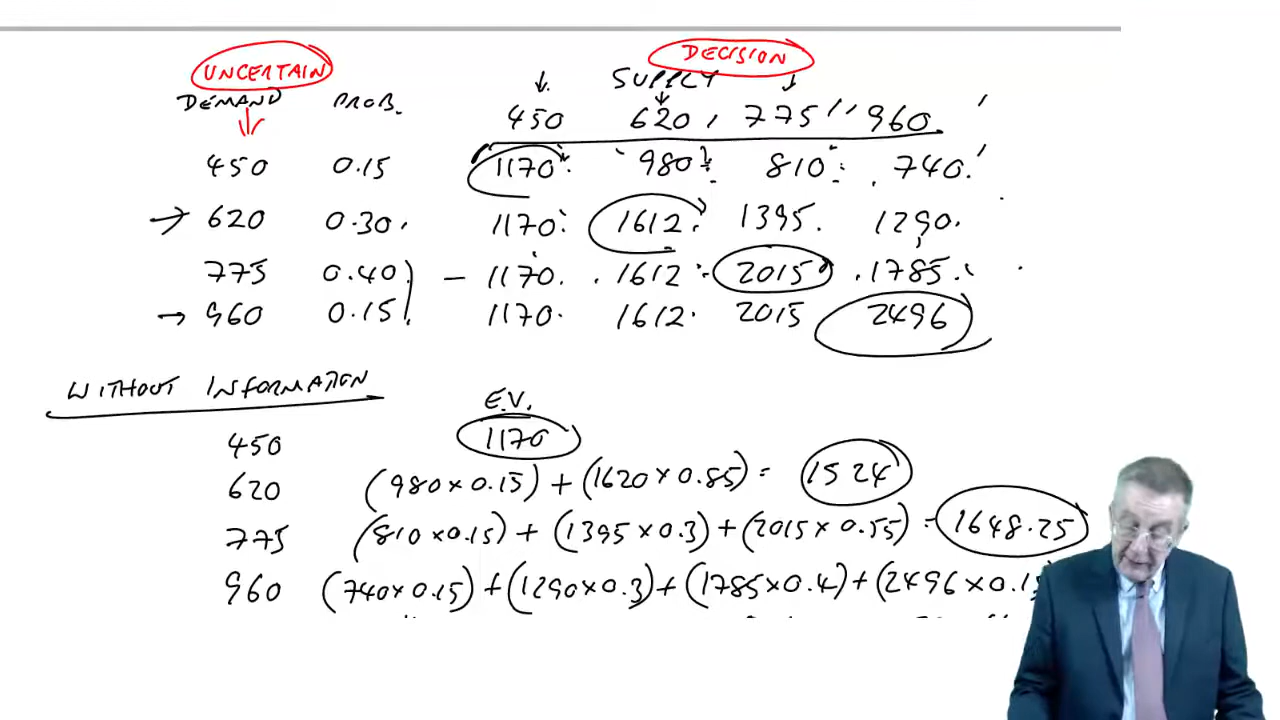 UNCERTAIN DECISION
DEMAND PROB. SUPPLY
450 620 775 960
450 0.15 1170 980 810 740
620 0.30 1170 1612 1395 1290
775 0.40 1170 1612 2015 1785
960 0.15 1170 1612 2015 2496
WITHOUT INFORMATION
E.V.
450 1170
620 (980 x 0.15) + (1620 x 0.85) = 1524
775 (810 x 0.15) + (1395 x 0.3) + (2015 x 0.55) = 1648.25
960 (740 x 0.15) + (1290 x 0.3) + (1785 x 0.4) + (2496 x 0.15